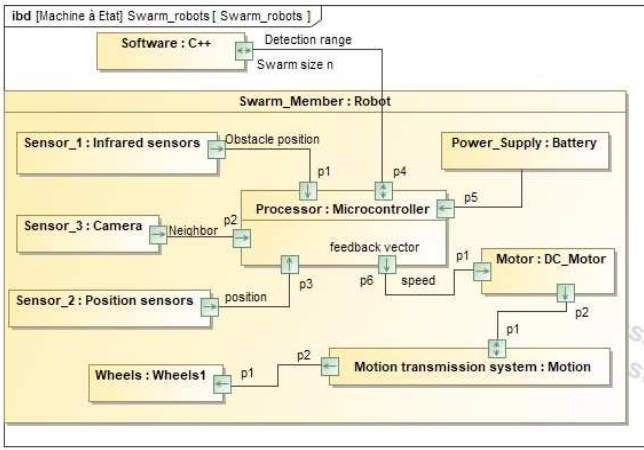 ibd [Machine à Etat] Swarm_robots [ Swarm_robots ]
Software : C++
Detection range
Swarm size n
Swarm_Member : Robot
Sensor_1 : Infrared sensors
Obstacle position
Power_Supply : Battery
p1
p4
p5
Processor : Microcontroller
Sensor_3 : Camera
Neighbor
p2
feedback vector
p3
p6
speed
p1
Motor : DC_Motor
Sensor_2 : Position sensors
position
p2
p1
Motion transmission system : Motion
p2
p1
Wheels : Wheels1